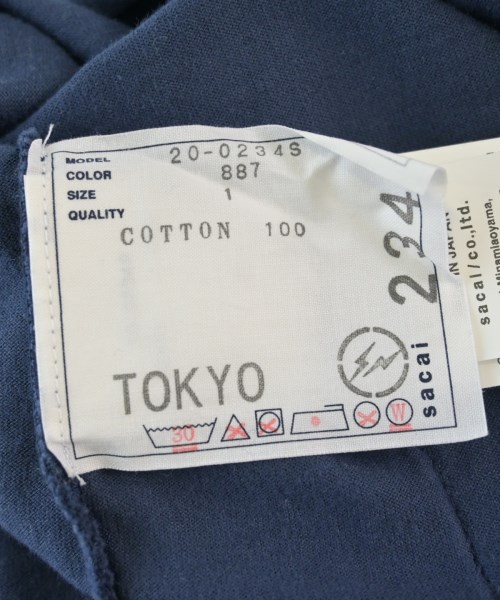 MODEL 20-0234S
COLOR 887
SIZE 1
QUALITY
COTTON 100
TOKYO
30
W
sacai
234
IN JAPAN
sacai/co.,ltd.
Minamiaoyama,